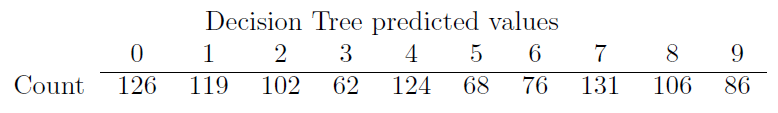 Decision Tree predicted values
0 1 2 3 4 5 6 7 8 9
Count 126 119 102 62 124 68 76 131 106 86